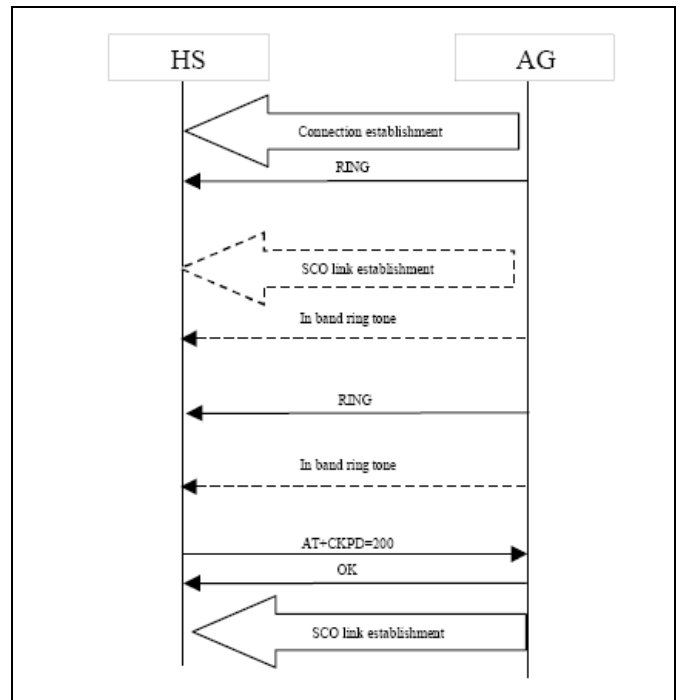 HS AG
Connection establishment
RING
SCO link establishment
In band ring tone
RING
In band ring tone
AT+CKPD=200
OK
SCO link establishment